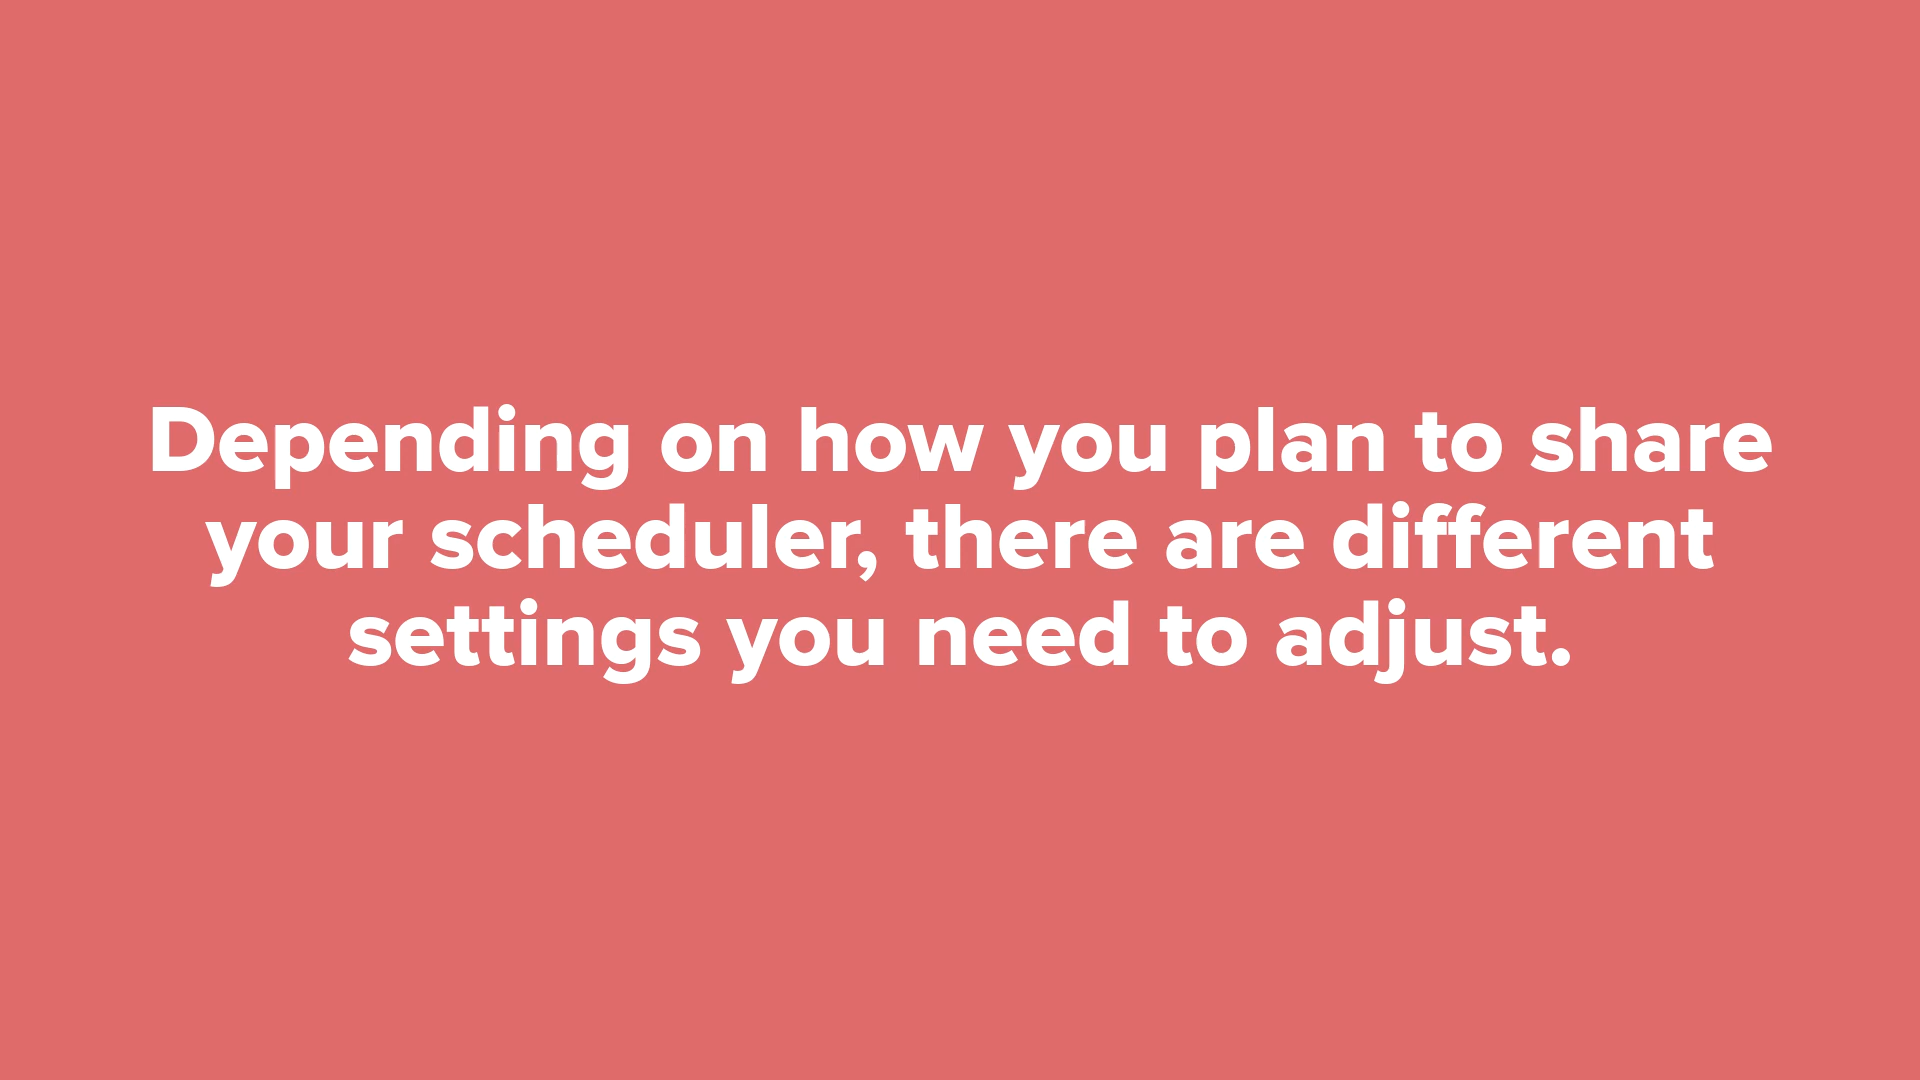 Depending on how you plan to share
your scheduler, there are different
settings you need to adjust.